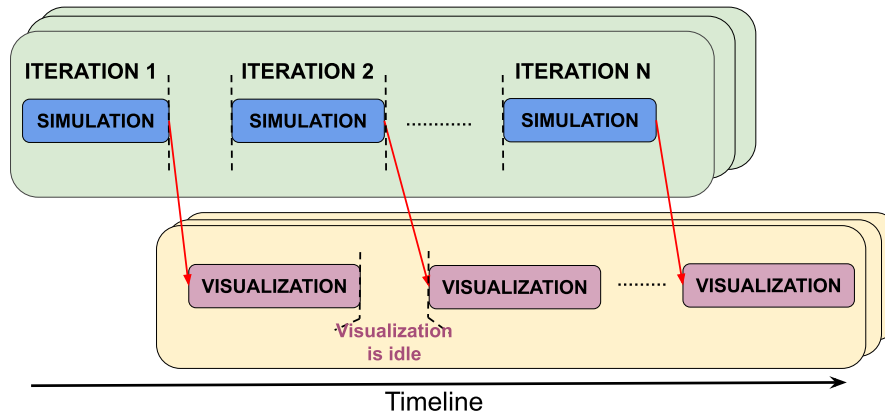 ITERATION 1 ITERATION 2 ITERATION N
SIMULATION SIMULATION ............ SIMULATION
VISUALIZATION VISUALIZATION ......... VISUALIZATION
Visualization
is idle
Timeline